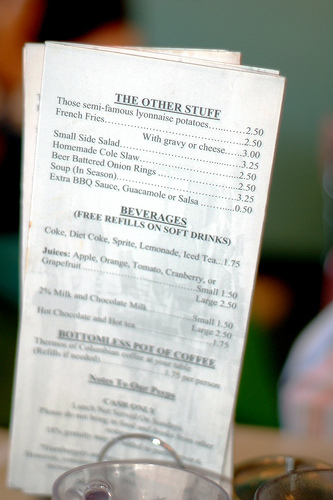 THE OTHER STUFF
Those semi-famous lyonnaise potatoes..............2.50
French Fries..............2.50
With gravy or cheese....3.00
Small Side Salad..............3.25
Homemade Cole Slaw..............2.50
Beer Battered Onion Rings..............2.50
Soup (In Season)..............3.25
Extra BBQ Sauce, Guacamole or Salsa..............0.50
BEVERAGES
(FREE REFILLS ON SOFT DRINKS)
Coke, Diet Coke, Sprite, Lemonade, Iced Tea...1.75
Juices: Apple, Orange, Tomato, Cranberry, or
Grapefruit..............Small 1.50
Large 2.50
2% Milk and Chocolate Milk Small 1.50
Large 2.50
Hot Chocolate and Hot tea 1.75
BOTTOMLESS POT OF COFFEE
Thermos of Colombian coffee at your table
(Refills if needed).............1.75 per person
Notes To Our Pcrps
CASH ONLY